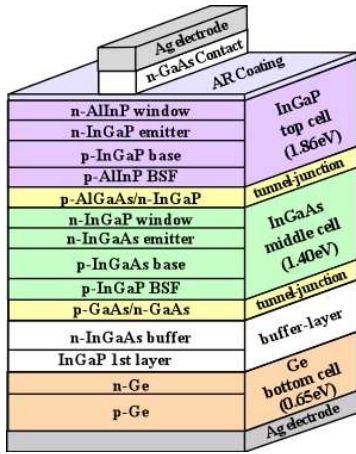 Ag electrode
n-GaAs Contact
AR Coating
n-AlInP window
n-InGaP emitter
p-InGaP base
p-AlInP BSF
p-AlGaAs/n-InGaP
n-InGaP window
n-InGaAs emitter
p-InGaAs base
p-InGaP BSF
p-GaAs/n-GaAs
n-InGaAs buffer
InGaP 1st layer
n-Ge
p-Ge
InGaP
top cell
(1.86eV)
tunnel-junction
InGaAs
middle cell
(1.40eV)
tunnel-junction
buffer-layer
Ge
bottom cell
(0.65eV)
Ag electrode